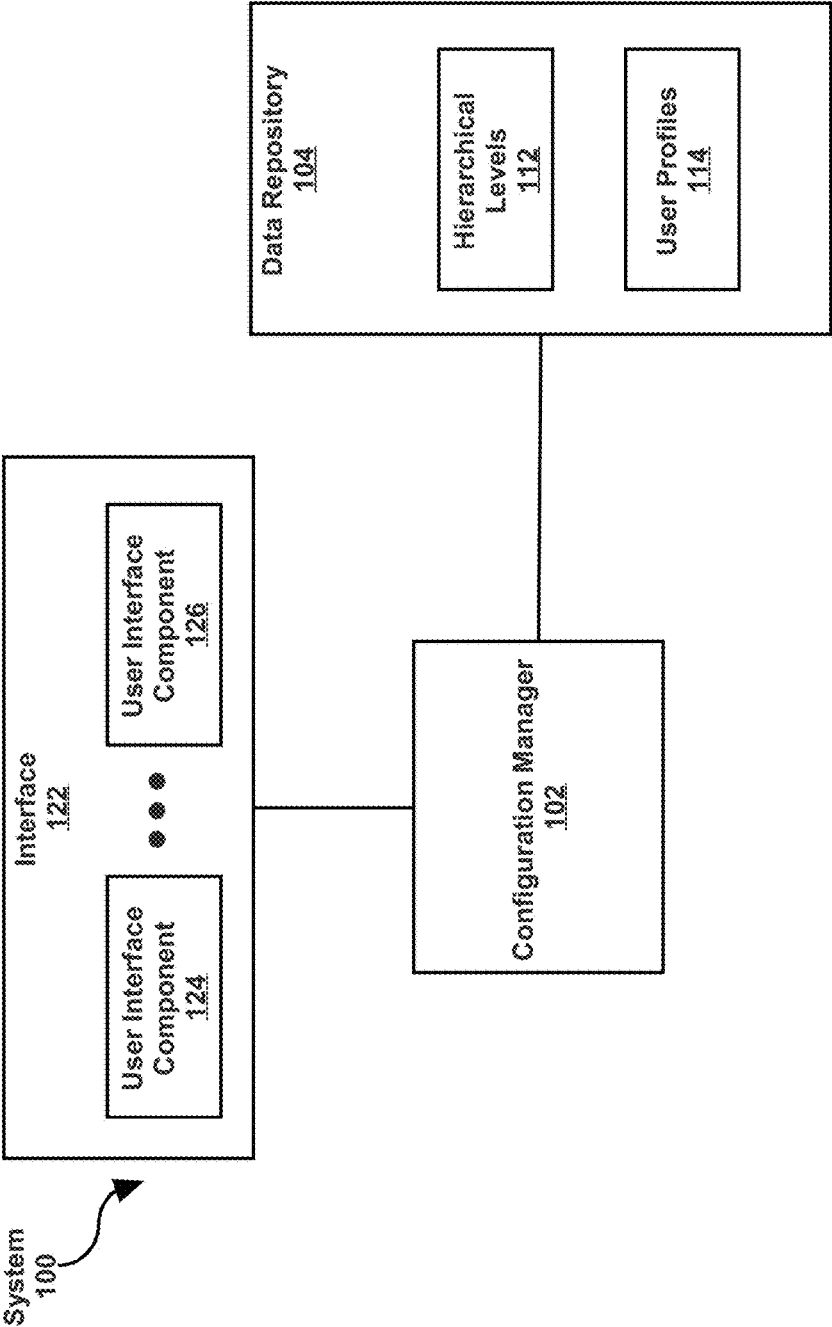 System
100
Interface
122
User Interface
Component
124
User Interface
Component
126
Configuration Manager
102
Data Repository
104
Hierarchical
Levels
112
User Profiles
114